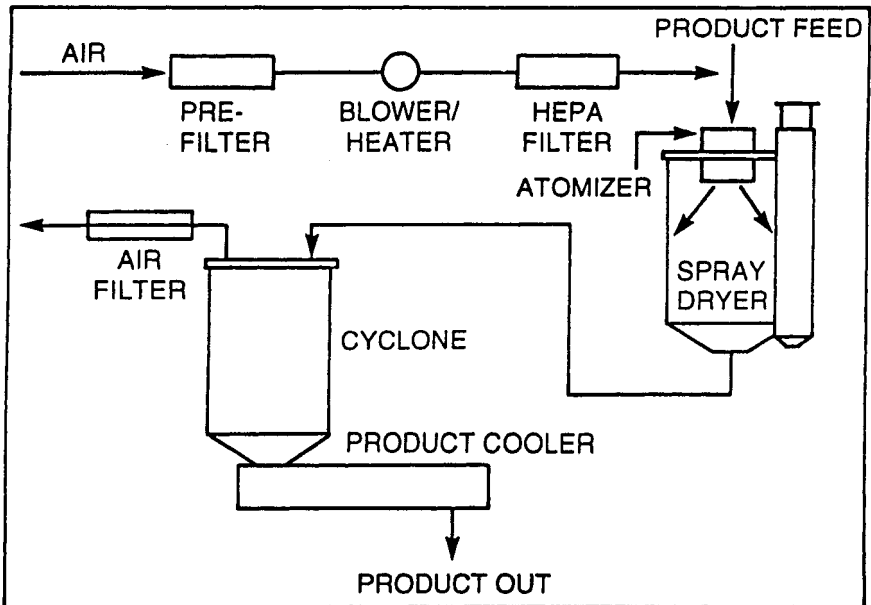 PRODUCT FEED
AIR
PRE-
FILTER
BLOWER/
HEATER
HEPA
FILTER
ATOMIZER
AIR
FILTER
SPRAY
DRYER
CYCLONE
PRODUCT COOLER
PRODUCT OUT